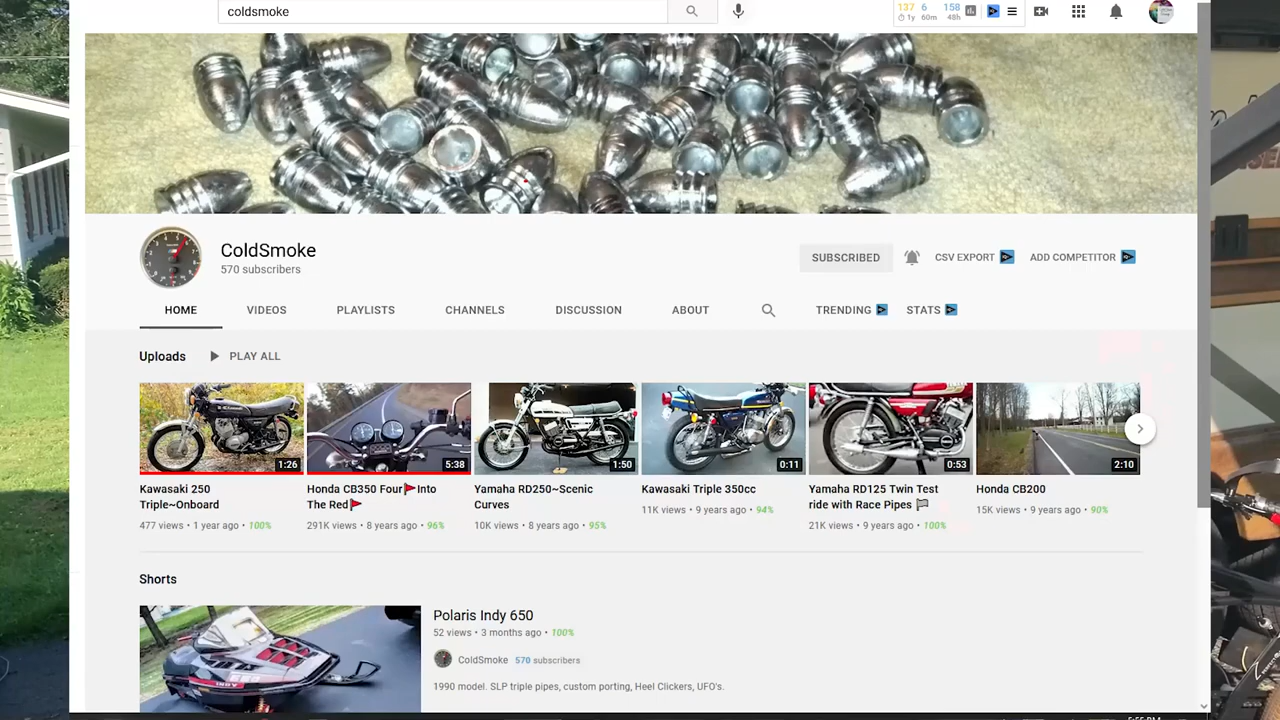 coldsmoke
137 6 158
1y 60m 48h
ColdSmoke
570 subscribers
SUBSCRIBED
CSV EXPORT
ADD COMPETITOR
HOME
VIDEOS
PLAYLISTS
CHANNELS
DISCUSSION
ABOUT
TRENDING
STATS
Uploads
PLAY ALL
1:26
Kawasaki 250
Triple~Onboard
477 views • 1 year ago • 100%
5:38
Honda CB350 Four🚩Into
The Red🚩
291K views • 8 years ago • 96%
1:50
Yamaha RD250~Scenic
Curves
10K views • 8 years ago • 95%
0:11
Kawasaki Triple 350cc
11K views • 9 years ago • 94%
0:53
Yamaha RD125 Twin Test
ride with Race Pipes 🏁
21K views • 9 years ago • 100%
2:10
Honda CB200
15K views • 9 years ago • 90%
Shorts
Polaris Indy 650
52 views • 3 months ago • 100%
ColdSmoke 570 subscribers
1990 model. SLP triple pipes, custom porting, Heel Clickers, UFO's.